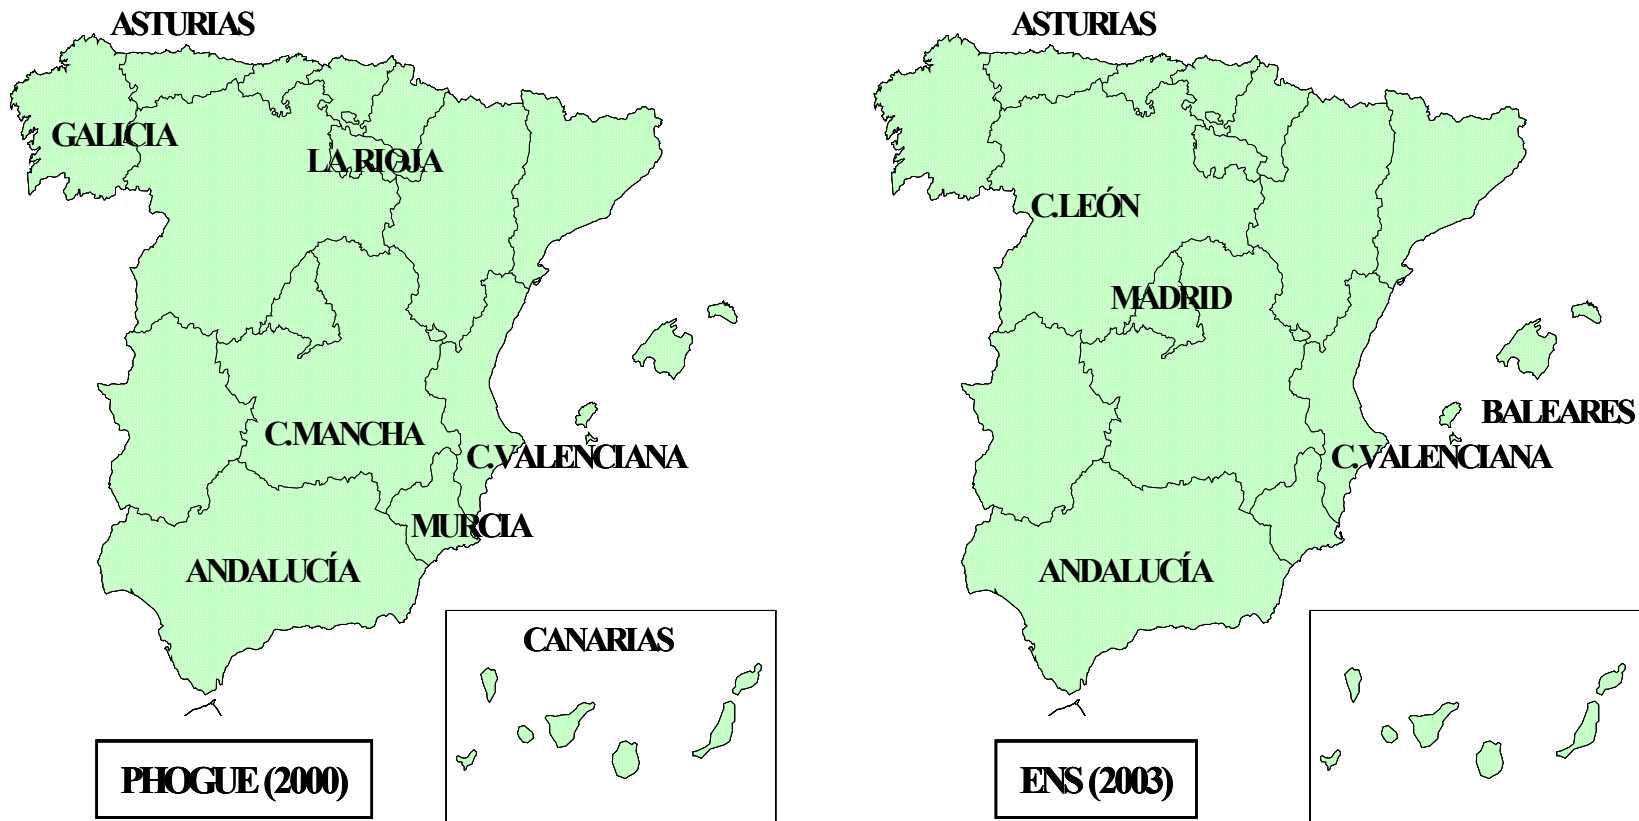 ASTURIAS
GALICIA
LA RIOJA
C.MANCHA
C.VALENCIANA
MURCIA
ANDALUCÍA
CANARIAS
PHOGUE (2000)
ASTURIAS
C.LEÓN
MADRID
BALEARES
C.VALENCIANA
ANDALUCÍA
ENS (2003)